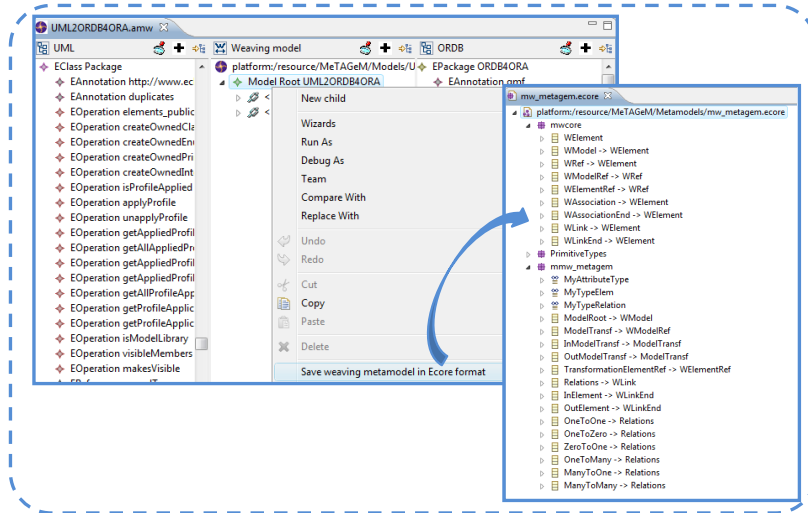 UML2ORDB4ORA.amw
UML
Weaving model
ORDB
EClass Package
EAnnotation http://www.ec
EAnnotation duplicates
EOperation elements_public
EOperation createOwnedCla
EOperation createOwnedEnu
EOperation createOwnedPri
EOperation createOwnedInt
EOperation isProfileApplied
EOperation applyProfile
EOperation unapplyProfile
EOperation getAppliedProfil
EOperation getAllAppliedPro
EOperation getAppliedProfil
EOperation getAppliedProfil
EOperation getAllProfileApp
EOperation getProfileApplic
EOperation getProfileApplic
EOperation isModelLibrary
EOperation visibleMembers
EOperation makesVisible
platform:/resource/MeTAGeM/Models/U
Model Root UML2ORDB4ORA
<
<
EPackage ORDB4ORA
EAnnotation gmf
New child
Wizards
Run As
Debug As
Team
Compare With
Replace With
Undo
Redo
Cut
Copy
Paste
Delete
Save weaving metamodel in Ecore format
mw_metagem.ecore
platform:/resource/MeTAGeM/Metamodels/mw_metagem.ecore
mwcore
WElement
WModel -> WElement
WRef -> WElement
WModelRef -> WRef
WElementRef -> WRef
WAssociation -> WElement
WAssociationEnd -> WElement
WLink -> WElement
WLinkEnd -> WElement
PrimitiveTypes
mmw_metagem
MyAttributeType
MyTypeElem
MyTypeRelation
ModelRoot -> WModel
ModelTransf -> WModelRef
InModelTransf -> ModelTransf
OutModelTransf -> ModelTransf
TransformationElementRef -> WElementRef
Relations -> WLink
InElement -> WLinkEnd
OutElement -> WLinkEnd
OneToOne -> Relations
OneToZero -> Relations
ZeroToOne -> Relations
OneToMany -> Relations
ManyToOne -> Relations
ManyToMany -> Relations